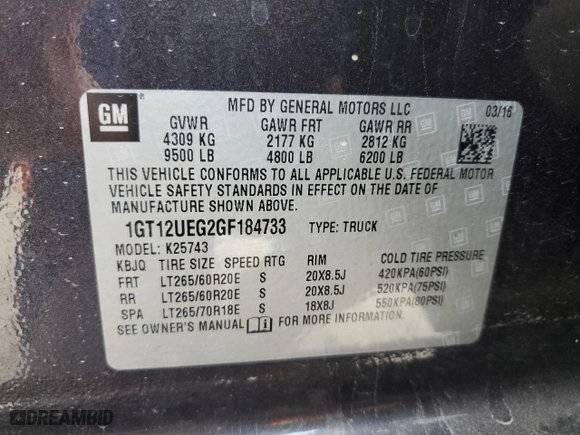 GM
MFD BY GENERAL MOTORS LLC 03/16
GVWR GAWR FRT GAWR RR
4309 KG 2177 KG 2812 KG
9500 LB 4800 LB 6200 LB
THIS VEHICLE CONFORMS TO ALL APPLICABLE U.S. FEDERAL MOTOR
VEHICLE SAFETY STANDARDS IN EFFECT ON THE DATE OF
MANUFACTURE SHOWN ABOVE.
1GT12UEG2GF184733 TYPE: TRUCK
MODEL: K25743
KBJQ TIRE SIZE SPEED RTG RIM COLD TIRE PRESSURE
FRT LT265/60R20E S 20X8.5J 420KPA(60PSI)
RR LT265/60R20E S 20X8.5J 520KPA(75PSI)
SPA LT265/70R18E S 18X8J 550KPA(80PSI)
SEE OWNER'S MANUAL FOR MORE INFORMATION
DREAMBID